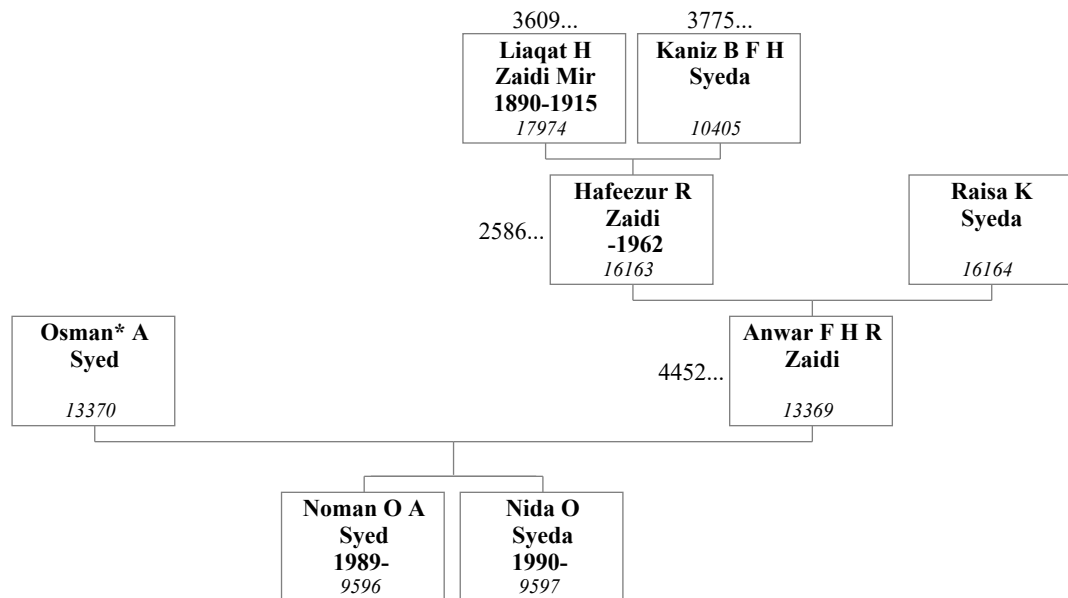 3609...
3775...
Liaqat H
Zaidi Mir
1890-1915
17974
Kaniz B F H
Syeda
10405
2586...
Hafeezur R
Zaidi
-1962
16163
Raisa K
Syeda
16164
Osman* A
Syed
13370
4452...
Anwar F H R
Zaidi
13369
Noman O A
Syed
1989-
9596
Nida O
Syeda
1990-
9597